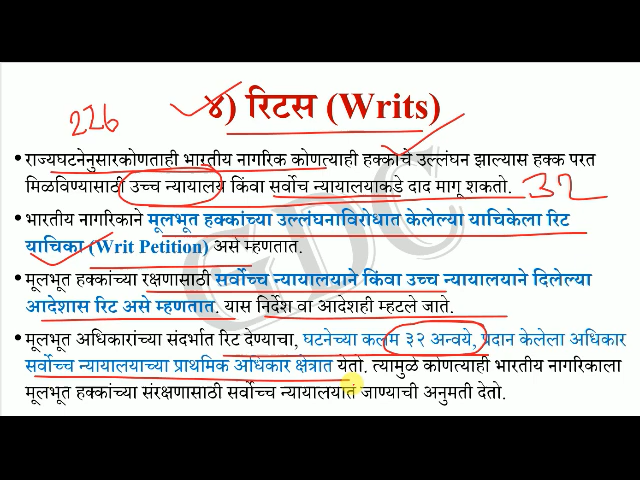 ४) रिटस (Writs)
226
• राज्यघटनेनुसारकोणताही भारतीय नागरिक कोणत्याही हक्काचे उल्लंघन झाल्यास हक्क परत
मिळविण्यासाठी उच्च न्यायालय किंवा सर्वोच न्यायालयाकडे दाद मागू शकतो. 32
• भारतीय नागरिकाने मूलभूत हक्कांच्या उल्लंघनाविरोधात केलेल्या याचिकेला रिट
याचिका (Writ Petition) असे म्हणतात.
• मूलभूत हक्कांच्या रक्षणासाठी सर्वोच्च न्यायालयाने किंवा उच्च न्यायालयाने दिलेल्या
आदेशास रिट असे म्हणतात. यास निर्देश वा आदेशही म्हटले जाते.
• मूलभूत अधिकारांच्या संदर्भात रिट देण्याचा, घटनेच्या कलम ३२ अन्वये, प्रदान केलेला अधिकार
सर्वोच्च न्यायालयाच्या प्राथमिक अधिकार क्षेत्रात येतो. त्यामुळे कोणत्याही भारतीय नागरिकाला
मूलभूत हक्कांच्या संरक्षणासाठी सर्वोच्च न्यायालयात जाण्याची अनुमती देतो.
GDC